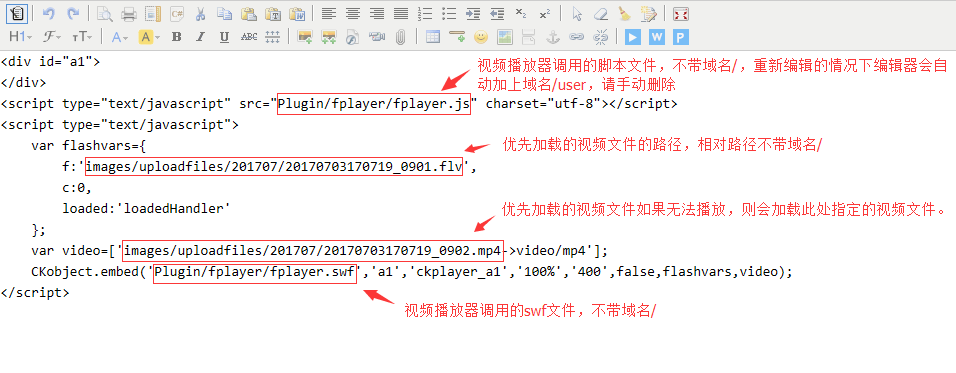 H1 ℱ тT A A B I U ABC
W P
<div id="a1">
视频播放器调用的脚本文件，不带域名/，重新编辑的情况下编辑器会自
</div>
动加上域名/user，请手动删除
<script type="text/javascript" src="Plugin/fplayer/fplayer.js" charset="utf-8"></script>
<script type="text/javascript">
var flashvars={
优先加载的视频文件的路径，相对路径不带域名/
f:'images/uploadfiles/201707/20170703170719_0901.flv',
c:0,
loaded:'loadedHandler'
优先加载的视频文件如果无法播放，则会加载此处指定的视频文件。
};
var video=['images/uploadfiles/201707/20170703170719_0902.mp4->video/mp4'];
CKobject.embed('Plugin/fplayer/fplayer.swf','a1','ckplayer_a1','100%','400',false,flashvars,video);
</script>
视频播放器调用的swf文件，不带域名/